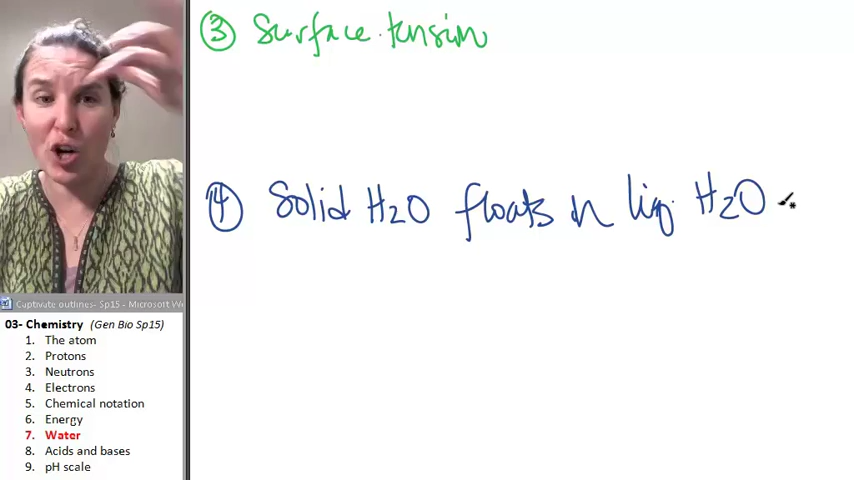 ③ Surface tension
④ Solid H2O floats in liq. H2O
Captivate outlines- Sp15 - Microsoft W
03- Chemistry (Gen Bio Sp15)
1. The atom
2. Protons
3. Neutrons
4. Electrons
5. Chemical notation
6. Energy
7. Water
8. Acids and bases
9. pH scale